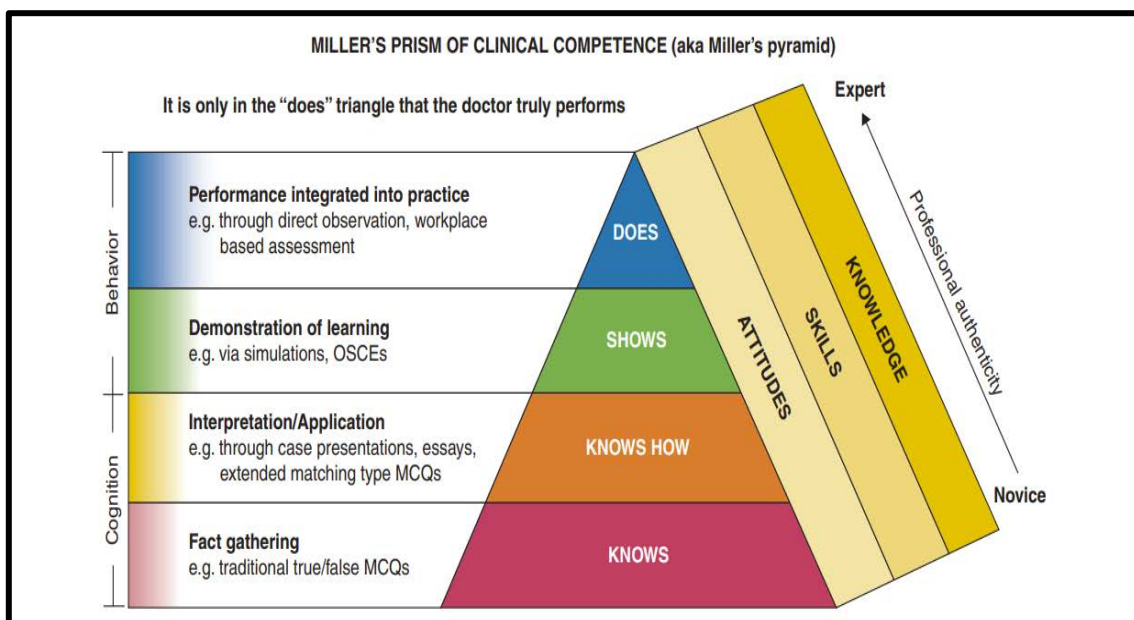 MILLER'S PRISM OF CLINICAL COMPETENCE (aka Miller's pyramid)
It is only in the “does” triangle that the doctor truly performs
Expert
Professional authenticity
Novice
Behavior
Performance integrated into practice
e.g. through direct observation, workplace
based assessment
DOES
Demonstration of learning
e.g. via simulations, OSCEs
SHOWS
Cognition
Interpretation/Application
e.g. through case presentations, essays,
extended matching type MCQs
KNOWS HOW
Fact gathering
e.g. traditional true/false MCQs
KNOWS
ATTITUDES
SKILLS
KNOWLEDGE